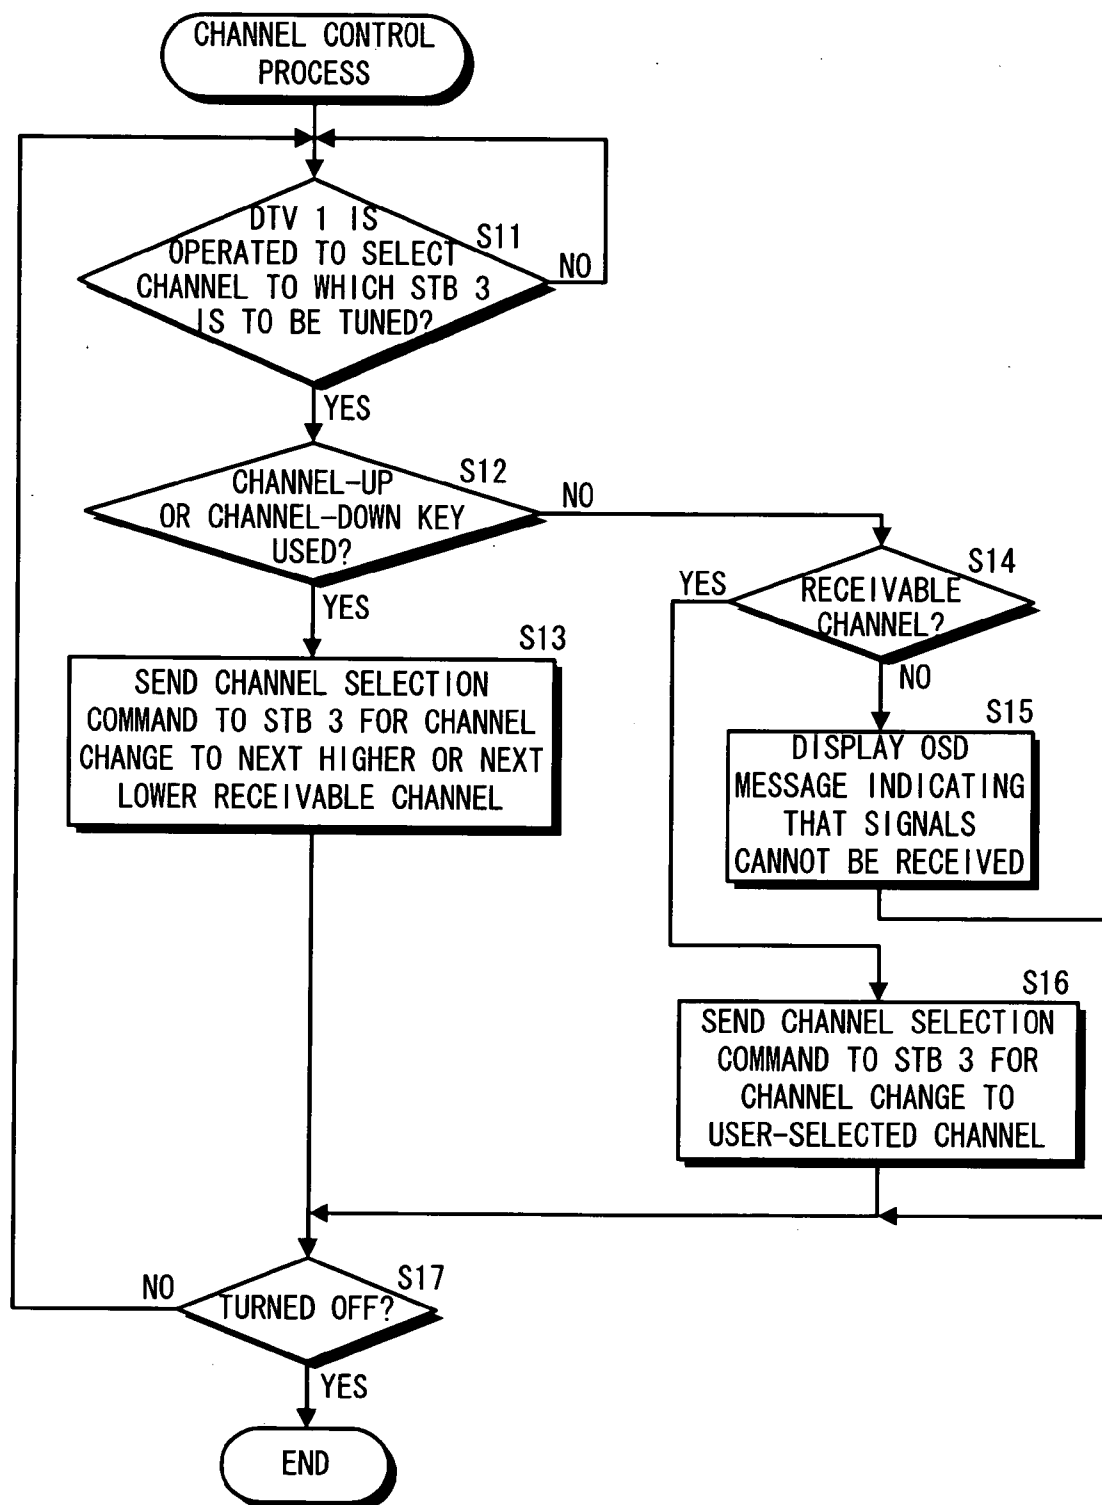 CHANNEL CONTROL
PROCESS
DTV 1 IS
OPERATED TO SELECT
CHANNEL TO WHICH STB 3
IS TO BE TUNED?
S11
NO
YES
CHANNEL-UP
OR CHANNEL-DOWN KEY
USED?
S12
NO
YES
S13
SEND CHANNEL SELECTION
COMMAND TO STB 3 FOR CHANNEL
CHANGE TO NEXT HIGHER OR NEXT
LOWER RECEIVABLE CHANNEL
S14
YES
RECEIVABLE
CHANNEL?
NO
S15
DISPLAY OSD
MESSAGE INDICATING
THAT SIGNALS
CANNOT BE RECEIVED
S16
SEND CHANNEL SELECTION
COMMAND TO STB 3 FOR
CHANNEL CHANGE TO
USER-SELECTED CHANNEL
S17
NO
TURNED OFF?
YES
END